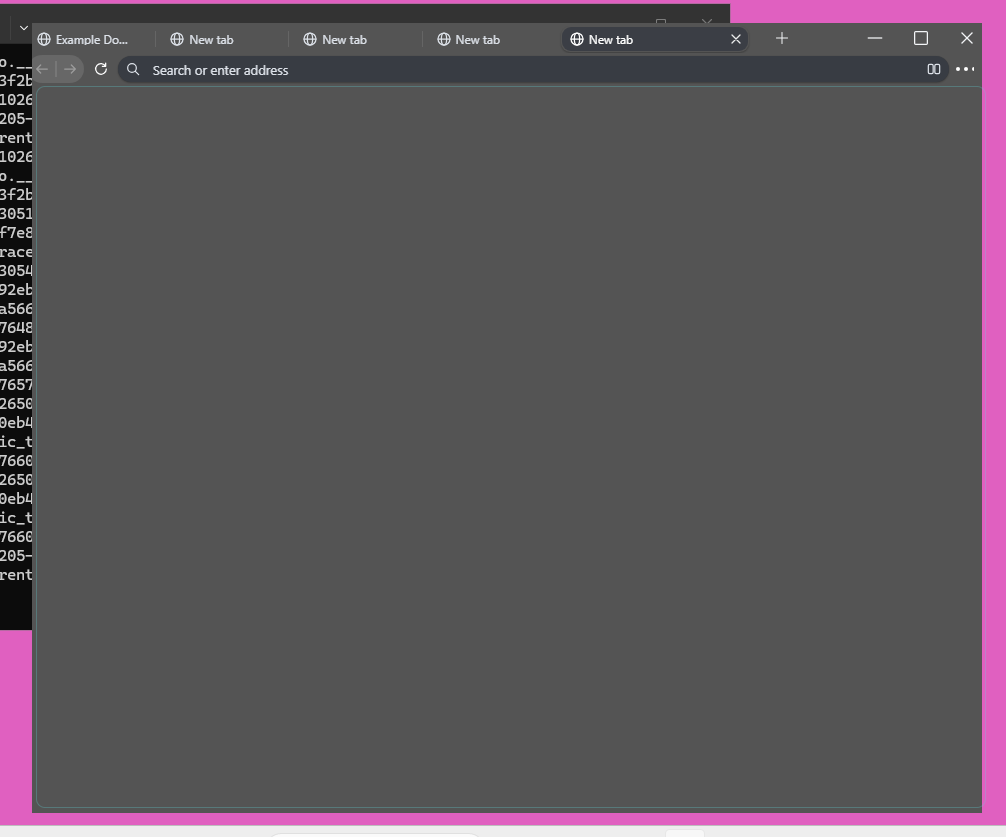 Example Do...
New tab
New tab
New tab
New tab
Search or enter address
o.__
3f2b
1026
205-
rent
1026
o.__
3f2b
3051
f7e8
race
3054
92eb
a566
7648
92eb
a566
7657
2650
0eb4
ic_t
7660
2650
0eb4
ic_t
7660
205-
rent